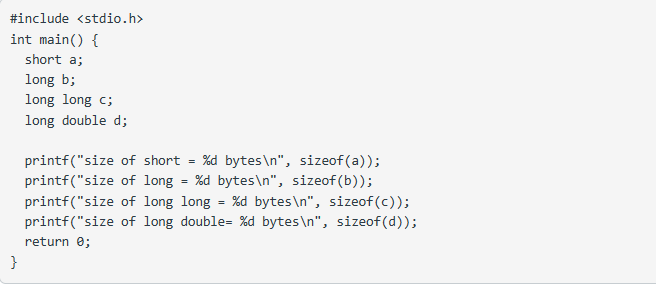 #include <stdio.h>
int main() {
  short a;
  long b;
  long long c;
  long double d;

  printf("size of short = %d bytes\n", sizeof(a));
  printf("size of long = %d bytes\n", sizeof(b));
  printf("size of long long = %d bytes\n", sizeof(c));
  printf("size of long double= %d bytes\n", sizeof(d));
  return 0;
}